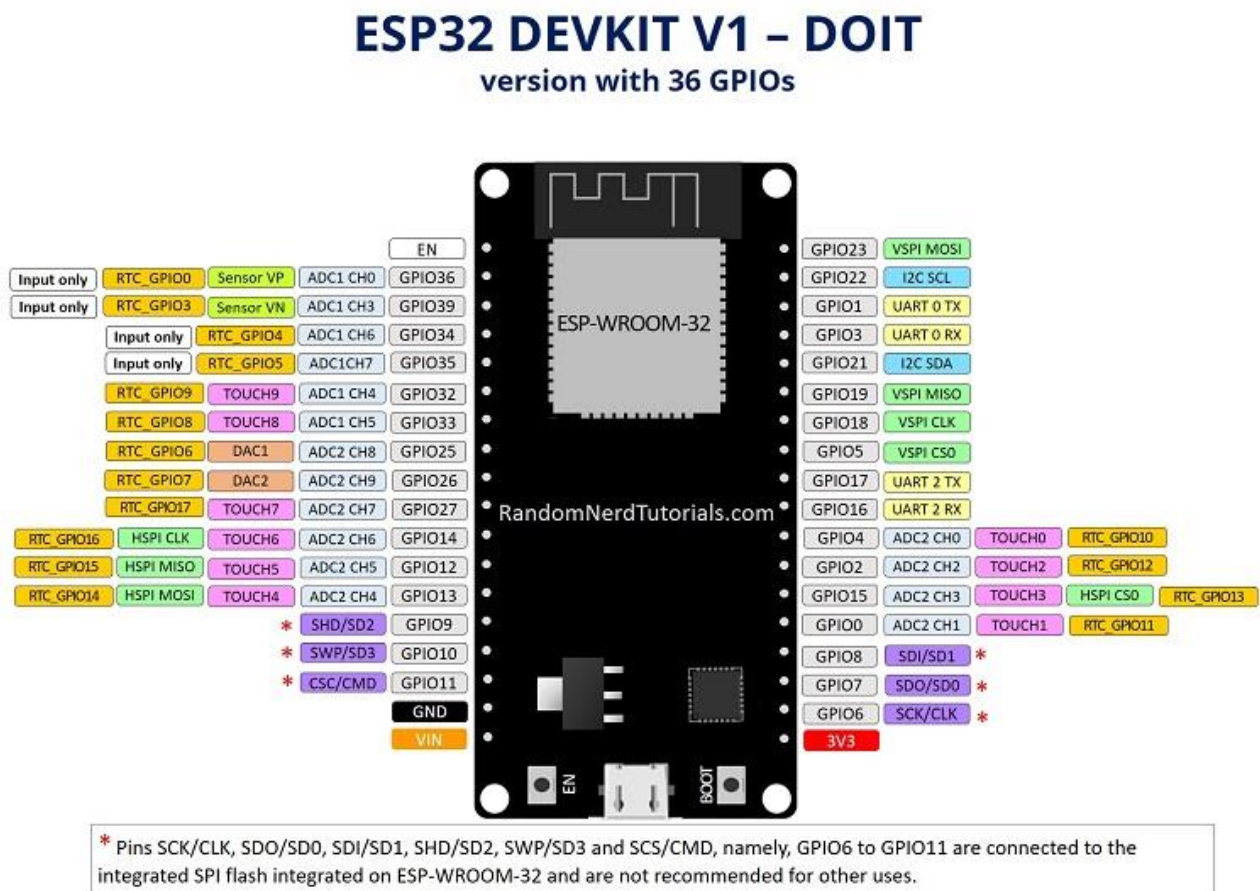 ESP32 DEVKIT V1 – DOIT
version with 36 GPIOs
EN
Input only RTC_GPIO0 Sensor VP ADC1 CH0 GPIO36
Input only RTC_GPIO3 Sensor VN ADC1 CH3 GPIO39
Input only RTC_GPIO4 ADC1 CH6 GPIO34
Input only RTC_GPIO5 ADC1CH7 GPIO35
RTC_GPIO9 TOUCH9 ADC1 CH4 GPIO32
RTC_GPIO8 TOUCH8 ADC1 CH5 GPIO33
RTC_GPIO6 DAC1 ADC2 CH8 GPIO25
RTC_GPIO7 DAC2 ADC2 CH9 GPIO26
RTC_GPIO17 TOUCH7 ADC2 CH7 GPIO27
RTC_GPIO16 HSPI CLK TOUCH6 ADC2 CH6 GPIO14
RTC_GPIO15 HSPI MISO TOUCH5 ADC2 CH5 GPIO12
RTC_GPIO14 HSPI MOSI TOUCH4 ADC2 CH4 GPIO13
* SHD/SD2 GPIO9
* SWP/SD3 GPIO10
* CSC/CMD GPIO11
GND
VIN
ESP-WROOM-32
RandomNerdTutorials.com
EN
BOOT
GPIO23 VSPI MOSI
GPIO22 I2C SCL
GPIO1 UART 0 TX
GPIO3 UART 0 RX
GPIO21 I2C SDA
GPIO19 VSPI MISO
GPIO18 VSPI CLK
GPIO5 VSPI CS0
GPIO17 UART 2 TX
GPIO16 UART 2 RX
GPIO4 ADC2 CH0 TOUCH0 RTC_GPIO10
GPIO2 ADC2 CH2 TOUCH2 RTC_GPIO12
GPIO15 ADC2 CH3 TOUCH3 HSPI CS0 RTC_GPIO13
GPIO0 ADC2 CH1 TOUCH1 RTC_GPIO11
GPIO8 SDI/SD1 *
GPIO7 SDO/SD0 *
GPIO6 SCK/CLK *
3V3
* Pins SCK/CLK, SDO/SD0, SDI/SD1, SHD/SD2, SWP/SD3 and SCS/CMD, namely, GPIO6 to GPIO11 are connected to the
integrated SPI flash integrated on ESP-WROOM-32 and are not recommended for other uses.